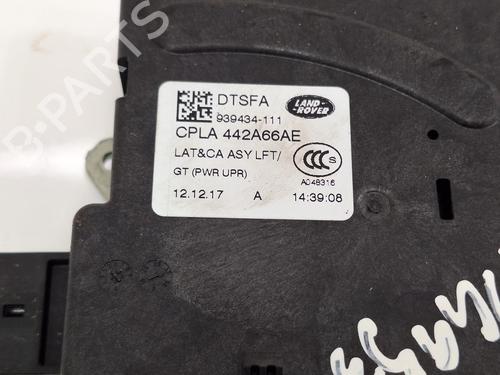 DTSFA
LAND-
ROVER
939434-111
CPLA 442A66AE
LAT&CA ASY LFT/
GT (PWR UPR)
CCC S
A048316
12.12.17 A 14:39:08
B-Parts